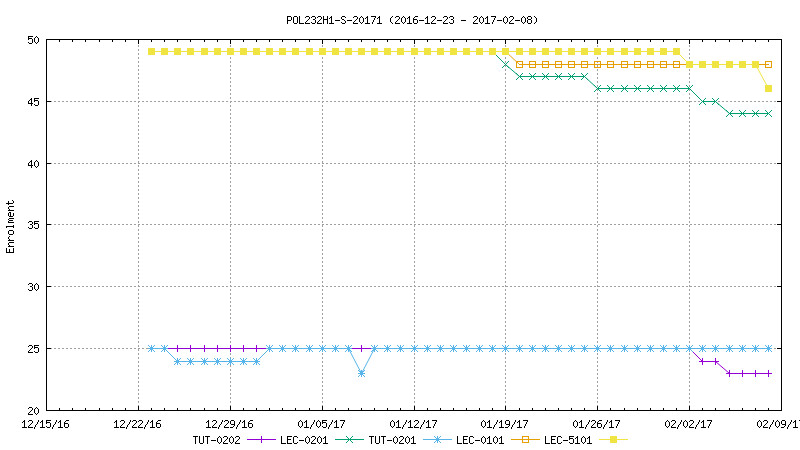 POL232H1-S-20171 (2016-12-23 - 2017-02-08)
50
45
40
35
30
25
20
Enrolment
12/15/16 12/22/16 12/29/16 01/05/17 01/12/17 01/19/17 01/26/17 02/02/17 02/09/1
TUT-0202 LEC-0201 TUT-0201 LEC-0101 LEC-5101